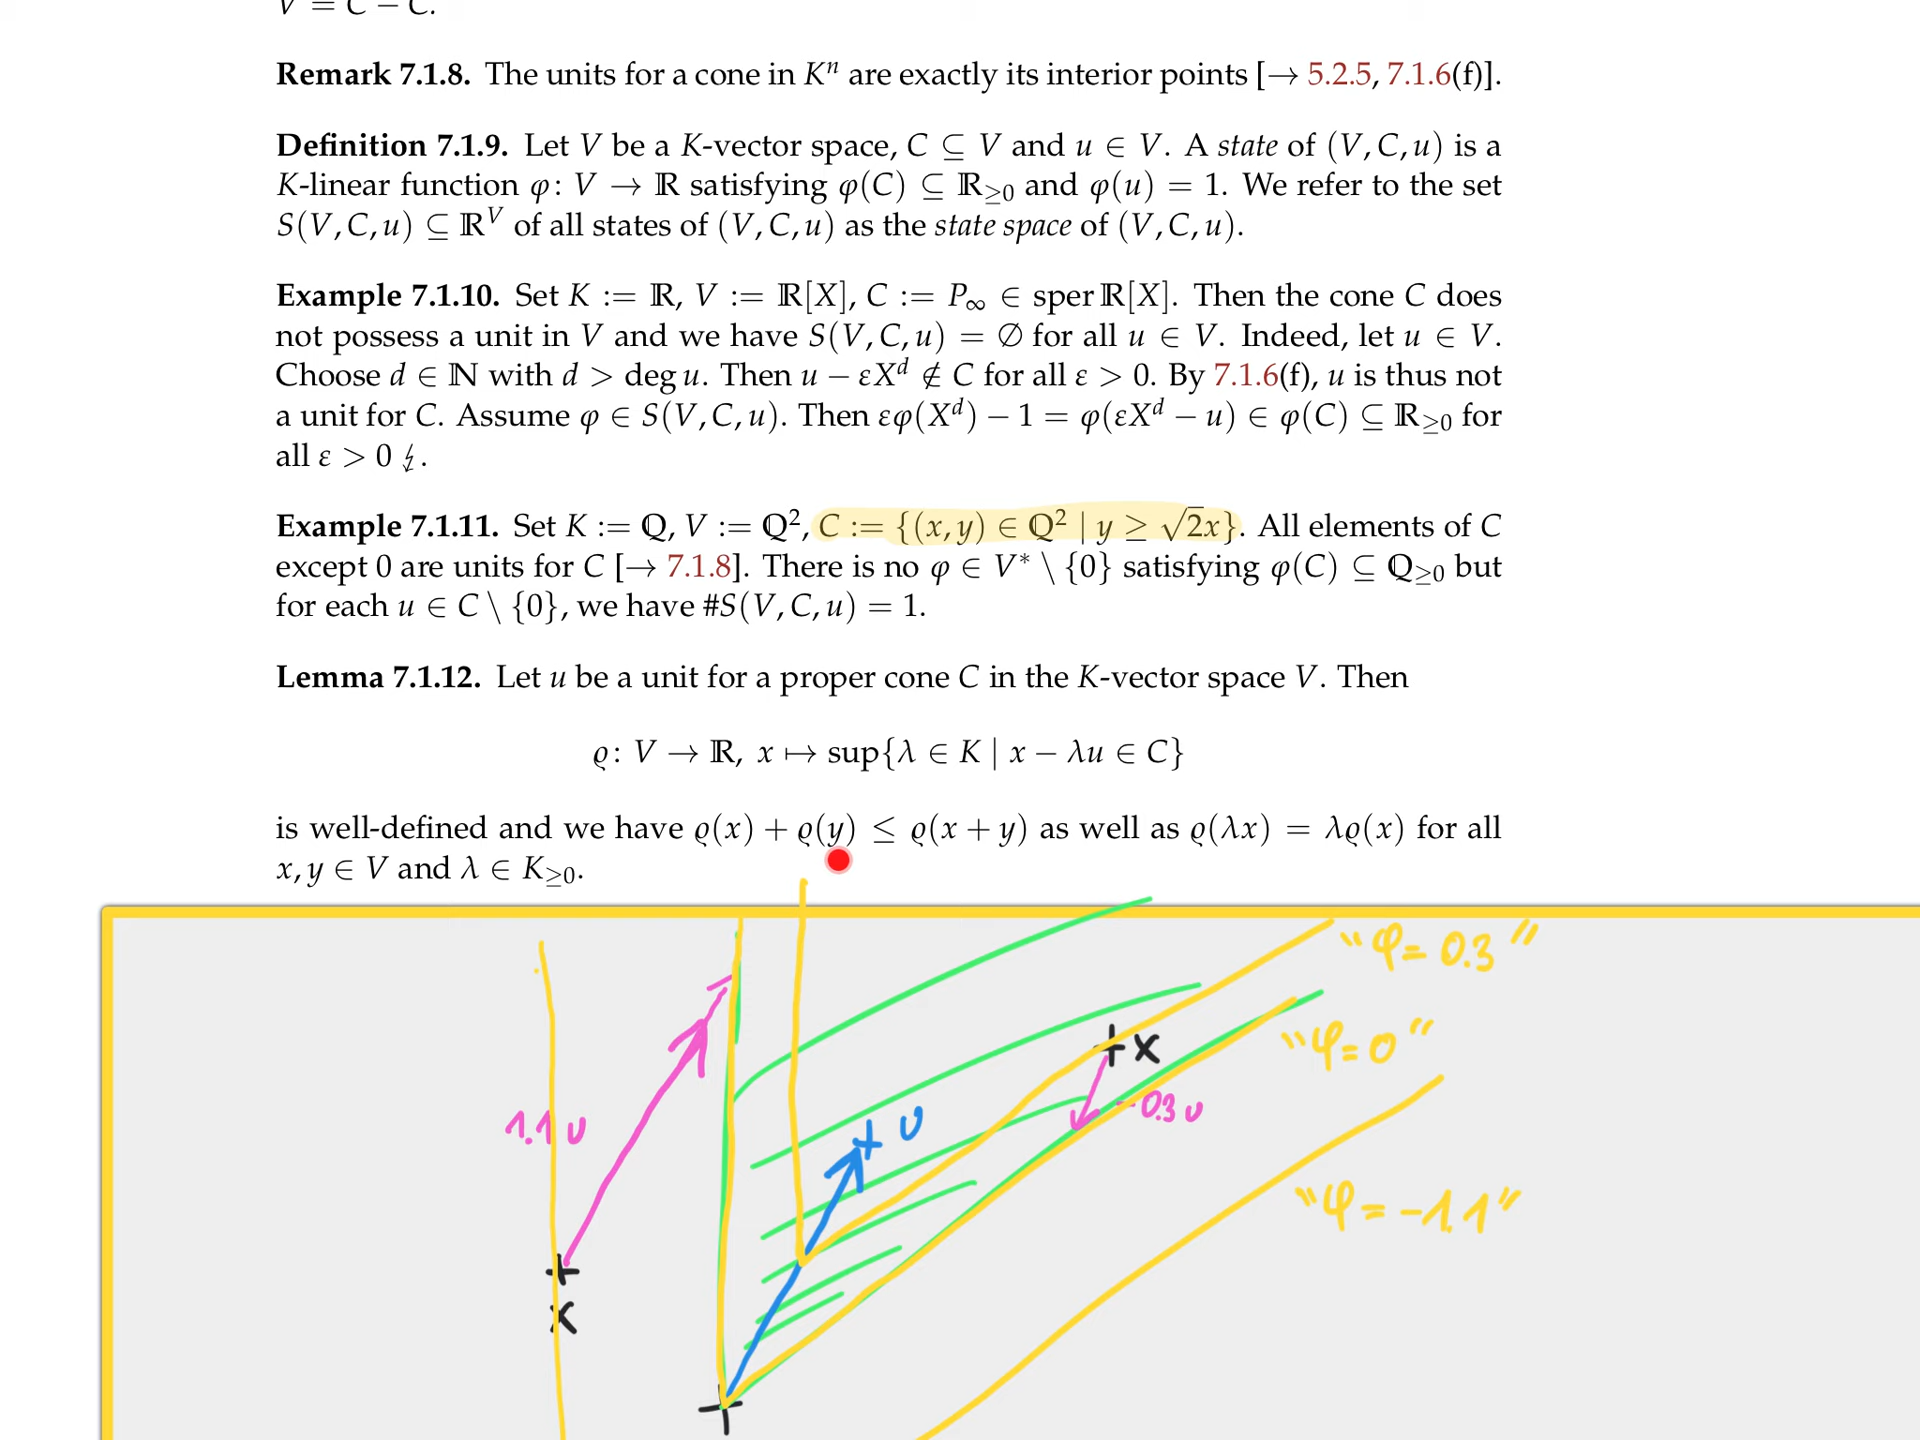 V = C − C.
Remark 7.1.8. The units for a cone in Kⁿ are exactly its interior points [→ 5.2.5, 7.1.6(f)].
Definition 7.1.9. Let V be a K-vector space, C ⊆ V and u ∈ V. A state of (V, C, u) is a
K-linear function φ: V → ℝ satisfying φ(C) ⊆ ℝ≥0 and φ(u) = 1. We refer to the set
S(V, C, u) ⊆ ℝ^V of all states of (V, C, u) as the state space of (V, C, u).
Example 7.1.10. Set K := ℝ, V := ℝ[X], C := P∞ ∈ sper ℝ[X]. Then the cone C does
not possess a unit in V and we have S(V, C, u) = ∅ for all u ∈ V. Indeed, let u ∈ V.
Choose d ∈ ℕ with d > deg u. Then u − εX^d ∉ C for all ε > 0. By 7.1.6(f), u is thus not
a unit for C. Assume φ ∈ S(V, C, u). Then εφ(X^d) − 1 = φ(εX^d − u) ∈ φ(C) ⊆ ℝ≥0 for
all ε > 0 ↯.
Example 7.1.11. Set K := ℚ, V := ℚ², C := {(x, y) ∈ ℚ² | y ≥ √2x}. All elements of C
except 0 are units for C [→ 7.1.8]. There is no φ ∈ V* \ {0} satisfying φ(C) ⊆ ℚ≥0 but
for each u ∈ C \ {0}, we have #S(V, C, u) = 1.
Lemma 7.1.12. Let u be a unit for a proper cone C in the K-vector space V. Then
ϱ: V → ℝ, x ↦ sup{λ ∈ K | x − λu ∈ C}
is well-defined and we have ϱ(x) + ϱ(y) ≤ ϱ(x + y) as well as ϱ(λx) = λϱ(x) for all
x, y ∈ V and λ ∈ K≥0.
"φ = 0.3"
x
"φ = 0"
-0.3 u
u
1.1 u
"φ = -1.1"
x